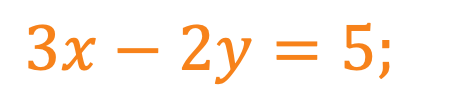 3x − 2y = 5;